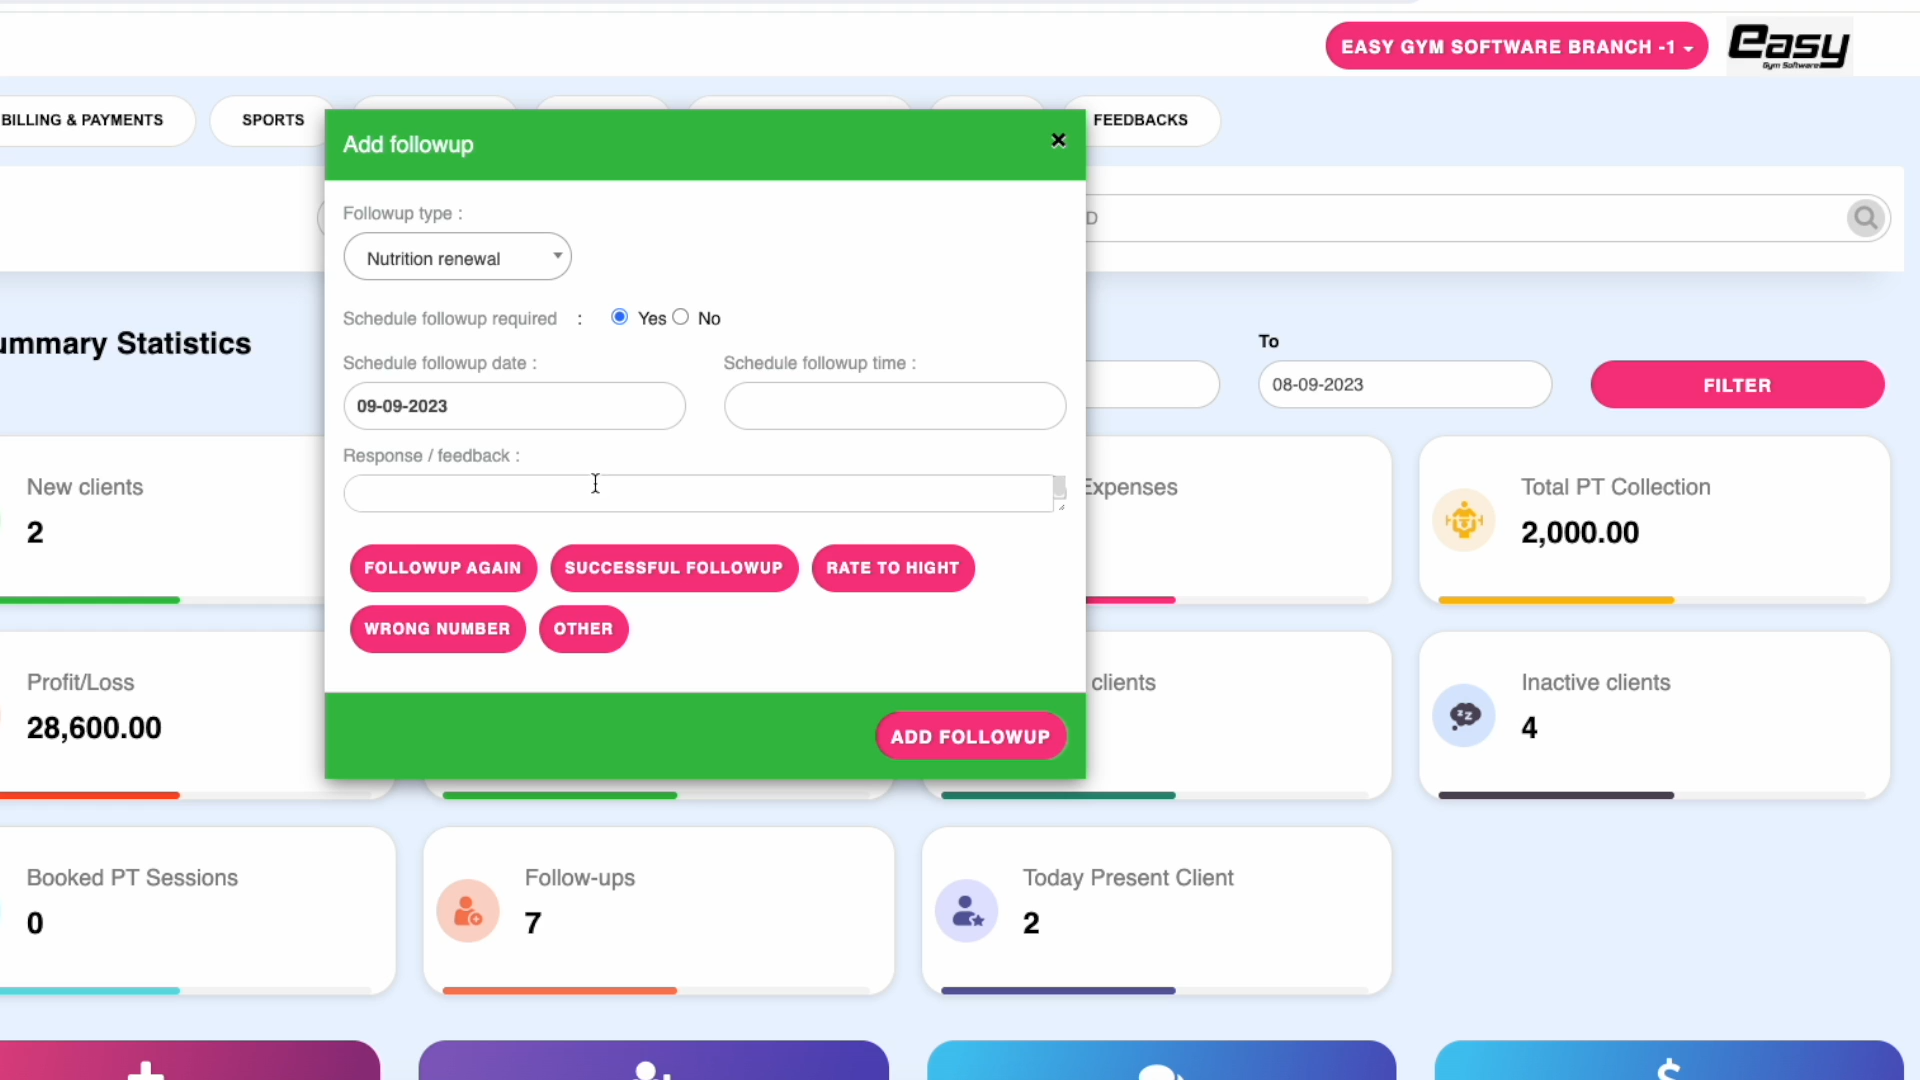 EASY GYM SOFTWARE BRANCH -1
easy
Gym Software
BILLING & PAYMENTS
SPORTS
FEEDBACKS
Add followup
×
Followup type :
D
Nutrition renewal
Schedule followup required : Yes No
ummary Statistics
To
Schedule followup date :
Schedule followup time :
09-09-2023
08-09-2023
FILTER
Response / feedback :
New clients
2
Expenses
Total PT Collection
2,000.00
FOLLOWUP AGAIN
SUCCESSFUL FOLLOWUP
RATE TO HIGHT
WRONG NUMBER
OTHER
Profit/Loss
28,600.00
clients
Inactive clients
4
ADD FOLLOWUP
Booked PT Sessions
0
Follow-ups
7
Today Present Client
2